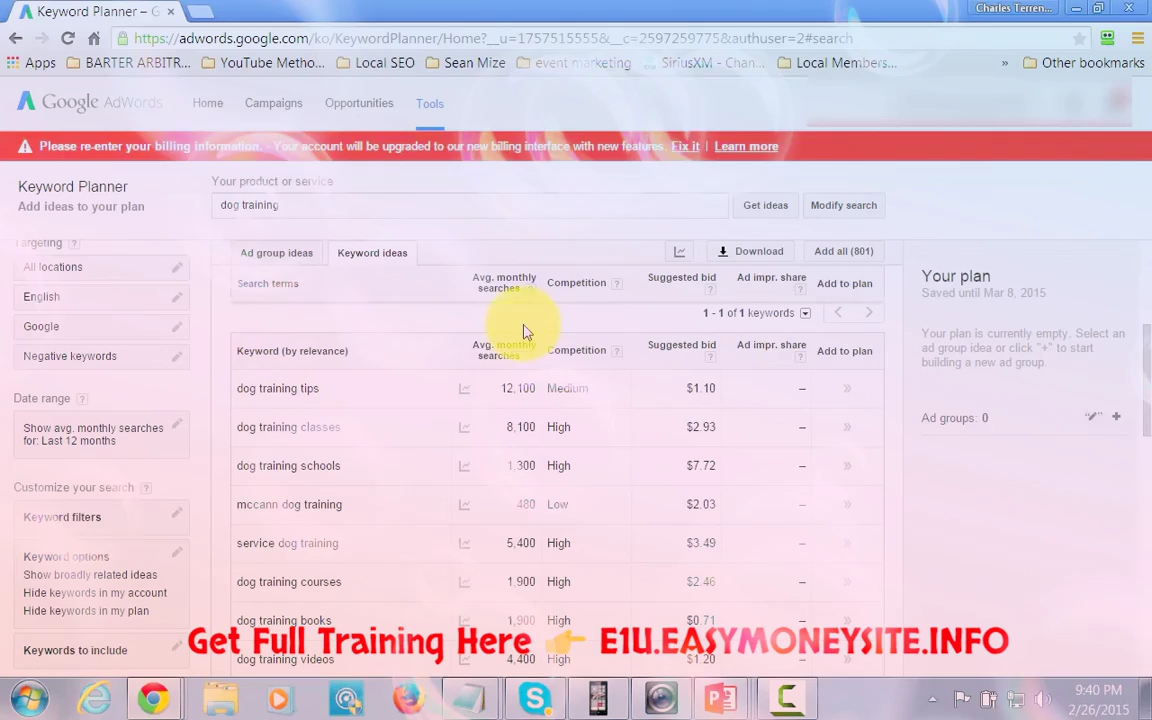 Keyword Planner
Charles Terren...
https://adwords.google.com/ko/KeywordPlanner/Home?__u=1757515555&__c=2597259775&authuser=2#search
Apps
BARTER ARBITR...
YouTube Metho...
Local SEO
Sean Mize
event marketing
SiriusXM - Chan...
Local Members...
»
Other bookmarks
Google AdWords
Home
Campaigns
Opportunities
Tools
Please re-enter your billing information. - Your account will be upgraded to our new billing interface with new features. Fix it | Learn more
Keyword Planner
Add ideas to your plan
Your product or service
dog training
Get ideas
Modify search
Targeting ?
All locations
English
Google
Negative keywords
Date range ?
Show avg. monthly searches
for: Last 12 months
Customize your search ?
Keyword filters
Keyword options
Show broadly related ideas
Hide keywords in my account
Hide keywords in my plan
Keywords to include
Ad group ideas
Keyword ideas
Download
Add all (801)
Search terms
Avg. monthly searches
Competition ?
Suggested bid ?
Ad impr. share ?
Add to plan
1 - 1 of 1 keywords
Keyword (by relevance)
Avg. monthly searches
Competition ?
Suggested bid ?
Ad impr. share ?
Add to plan
dog training tips 12,100 Medium $1.10 – »
dog training classes 8,100 High $2.93 – »
dog training schools 1,300 High $7.72 – »
mccann dog training 480 Low $2.03 – »
service dog training 5,400 High $3.49 – »
dog training courses 1,900 High $2.46 – »
dog training books 1,900 High $0.71 – »
dog training videos 4,400 High $1.20 – »
Your plan
Saved until Mar 8, 2015
Your plan is currently empty. Select an
ad group idea or click "+" to start
building a new ad group.
Ad groups: 0
Get Full Training Here 👉 E1U.EASYMONEYSITE.INFO
9:40 PM
2/26/2015